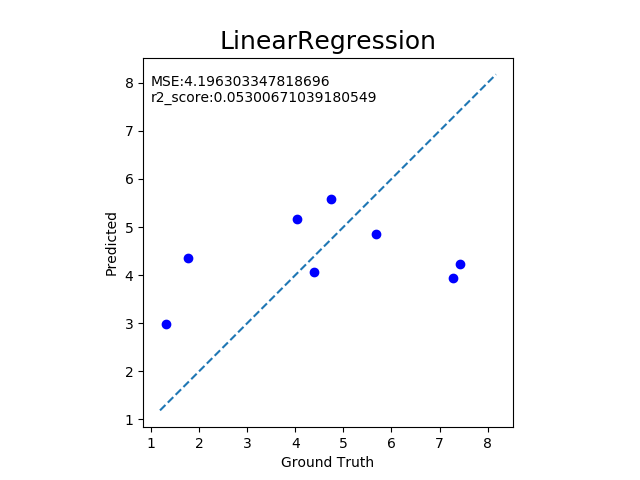 LinearRegression
MSE:4.196303347818696
r2_score:0.05300671039180549
8
7
6
5
4
3
2
1
Predicted
1 2 3 4 5 6 7 8
Ground Truth